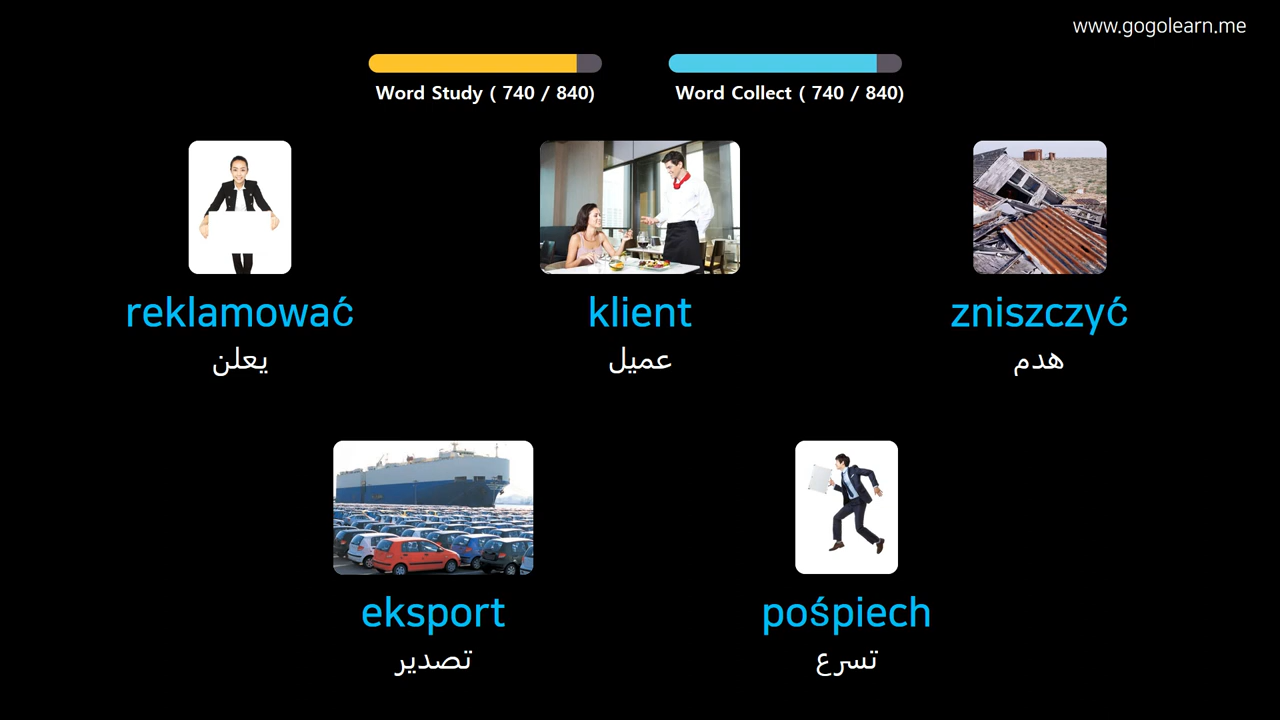 www.gogolearn.me
Word Study ( 740 / 840)
Word Collect ( 740 / 840)
reklamować
يعلن
klient
عميل
zniszczyć
هدم
eksport
تصدير
pośpiech
تسرع